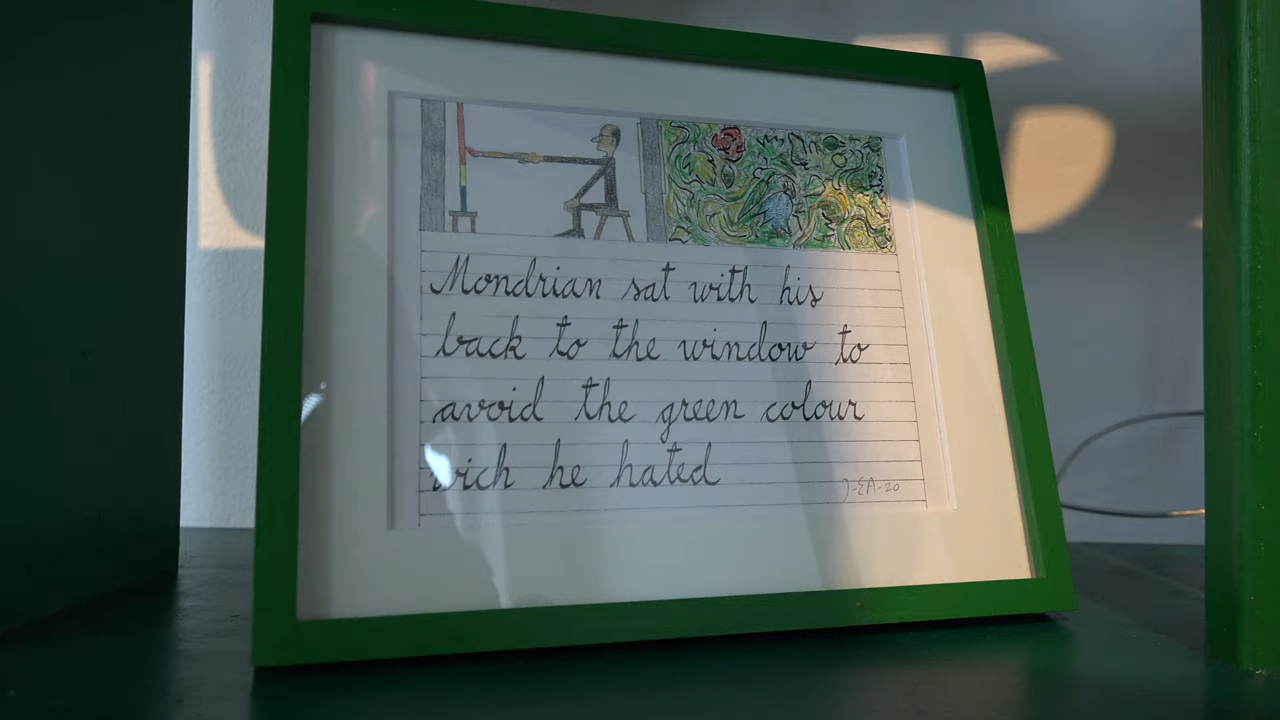 Mondrian sat with his
back to the window to
avoid the green colour
wich he hated
J-EA-20